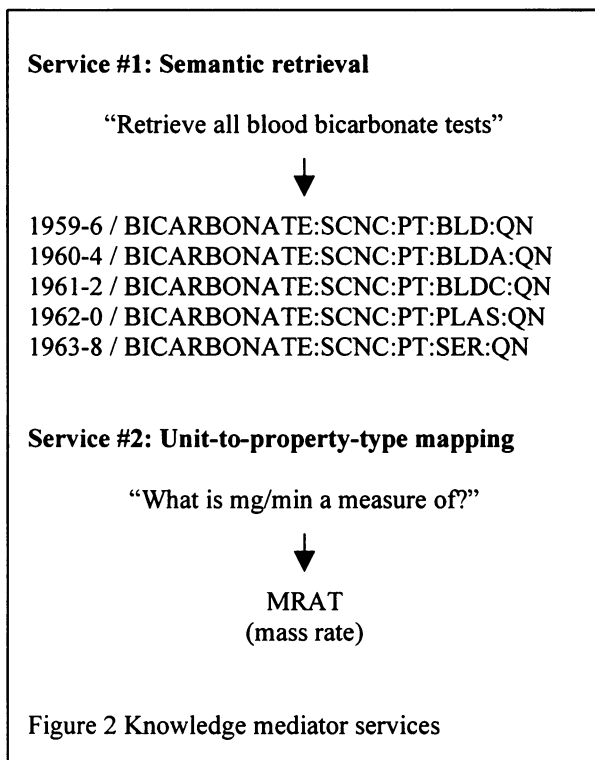 Service #1: Semantic retrieval
“Retrieve all blood bicarbonate tests”
1959-6 / BICARBONATE:SCNC:PT:BLD:QN
1960-4 / BICARBONATE:SCNC:PT:BLDA:QN
1961-2 / BICARBONATE:SCNC:PT:BLDC:QN
1962-0 / BICARBONATE:SCNC:PT:PLAS:QN
1963-8 / BICARBONATE:SCNC:PT:SER:QN
Service #2: Unit-to-property-type mapping
“What is mg/min a measure of?”
MRAT
(mass rate)
Figure 2 Knowledge mediator services